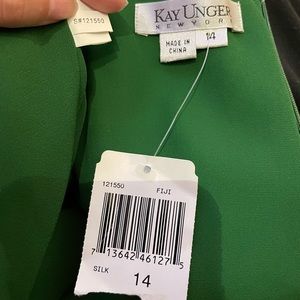 S#121550
KAY UNGER
NEW YORK
MADE IN
CHINA
14
121550 FIJI
7 13642 46127 5
SILK 14